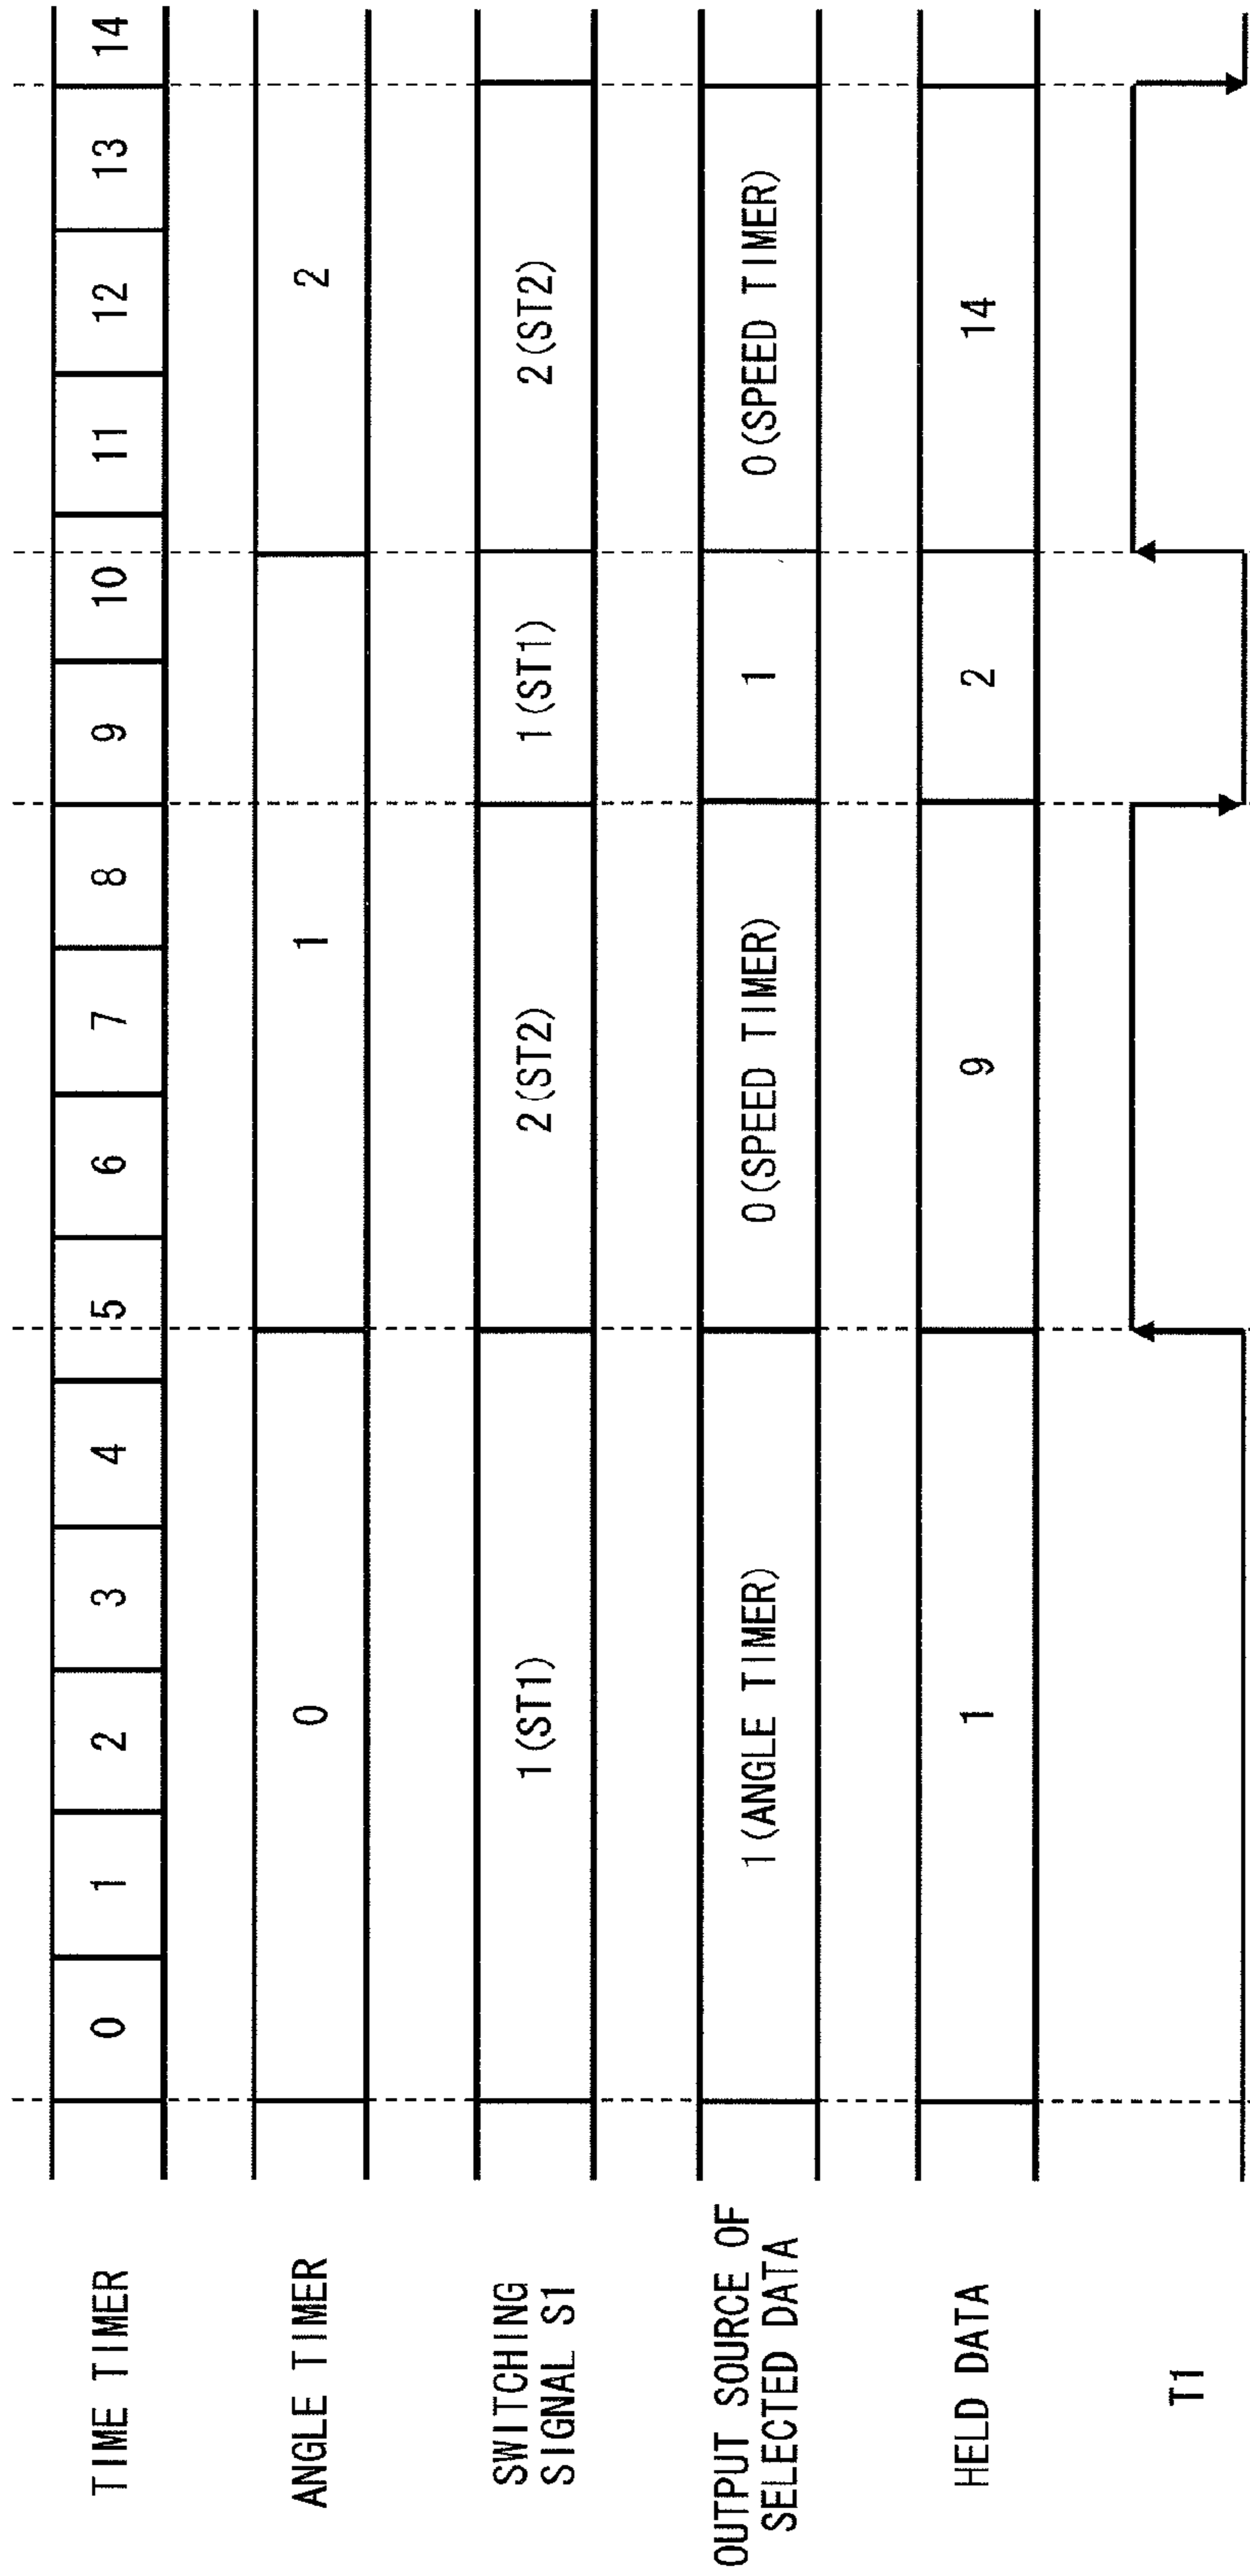 TIME TIMER
0 1 2 3 4 5 6 7 8 9 10 11 12 13 14
ANGLE TIMER
0 1 2
SWITCHING
SIGNAL S1
1(ST1) 2(ST2) 1(ST1) 2(ST2)
OUTPUT SOURCE OF
SELECTED DATA
1(ANGLE TIMER) 0(SPEED TIMER) 1 0(SPEED TIMER)
HELD DATA
1 9 2 14
T1